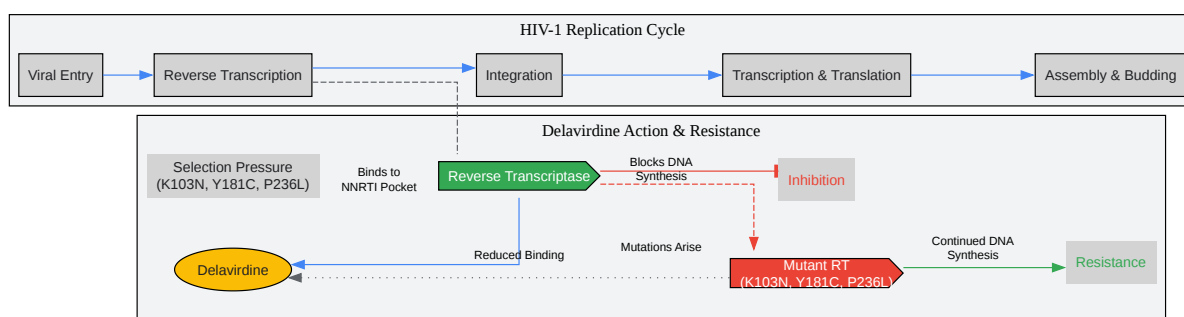 HIV-1 Replication Cycle
Viral Entry
Reverse Transcription
Integration
Transcription & Translation
Assembly & Budding
Delavirdine Action & Resistance
Selection Pressure
(K103N, Y181C, P236L)
Binds to
NNRTI Pocket
Reverse Transcriptase
Blocks DNA
Synthesis
Inhibition
Reduced Binding
Mutations Arise
Continued DNA
Synthesis
Delavirdine
Mutant RT
(K103N, Y181C, P236L)
Resistance